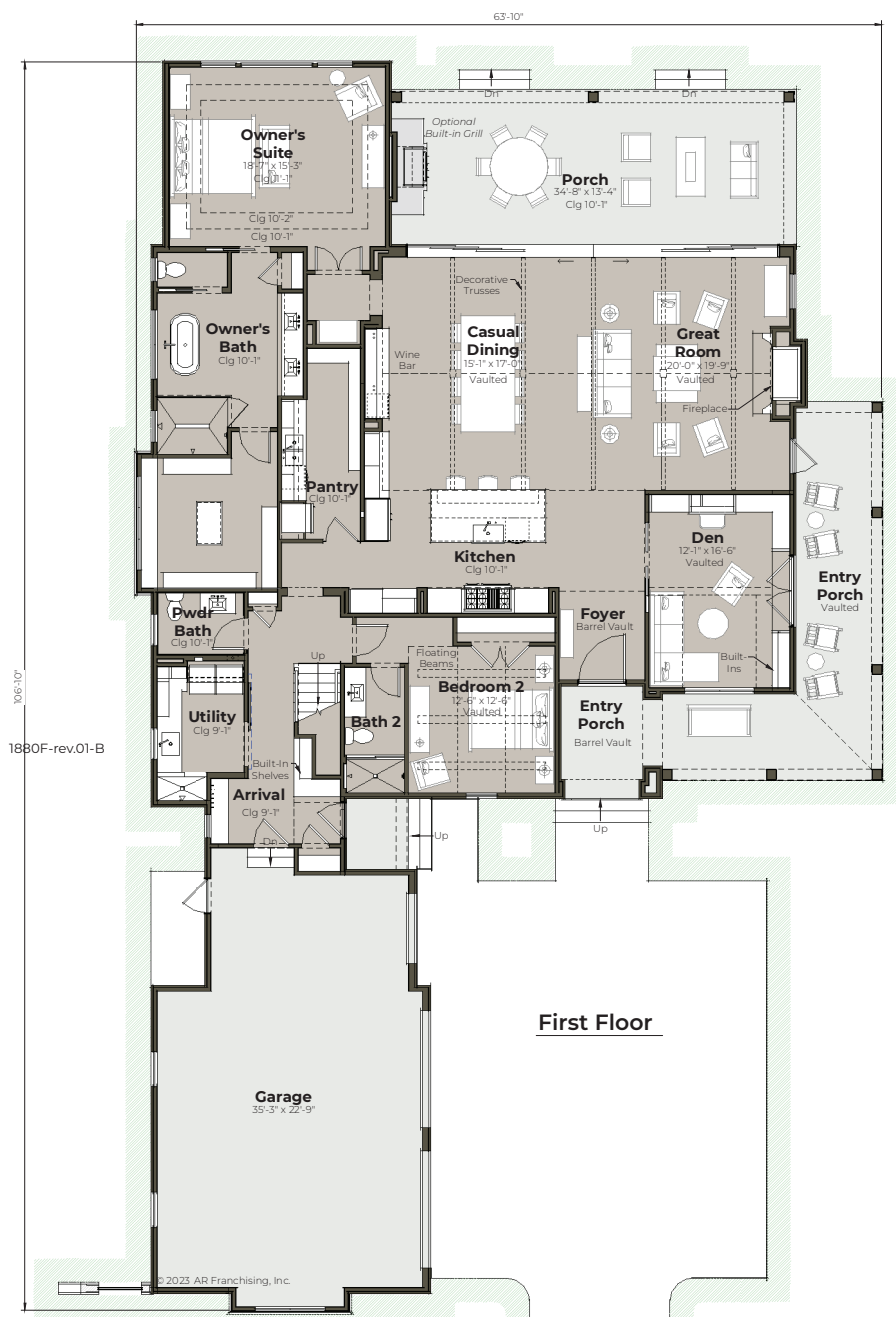 63'-10"
Dn
Dn
Optional
Built-in Grill
Owner's
Suite
18'-7" x 15'-3"
Clg 11'-1"
Clg 10'-2"
Clg 10'-1"
Porch
34'-8" x 13'-4"
Clg 10'-1"
Decorative
Trusses
Owner's
Bath
Clg 10'-1"
Wine
Bar
Casual
Dining
15'-1" x 17'-0"
Vaulted
Great
Room
20'-0" x 19'-9"
Vaulted
Fireplace
Pantry
Clg 10'-1"
Kitchen
Clg 10'-1"
Den
12'-1" x 16'-6"
Vaulted
Entry
Porch
Vaulted
Pwdr
Bath
Clg 10'-1"
Foyer
Barrel Vault
Up
Floating
Beams
Built-
Ins
Bedroom 2
12'-6" x 12'-6"
Vaulted
106'-10"
Utility
Clg 9'-1"
Bath 2
Entry
Porch
Barrel Vault
1880F-rev.01-B
Built-In
Shelves
Arrival
Clg 9'-1"
Dn
Up
Up
First Floor
Garage
35'-3" x 22'-9"
© 2023 AR Franchising, Inc.